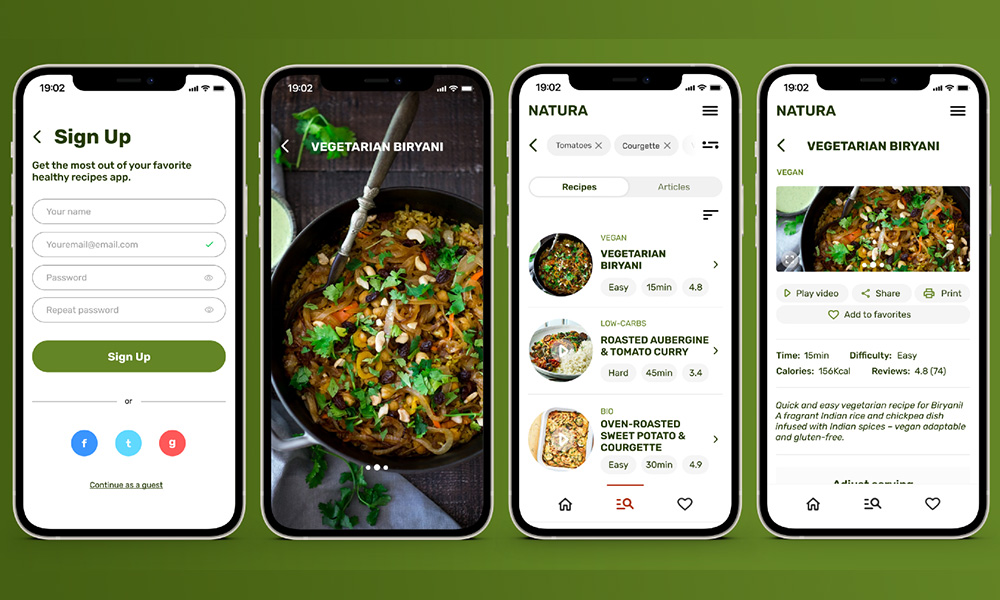 19:02
Sign Up
Get the most out of your favorite
healthy recipes app.
Your name
Youremail@email.com
Password
Repeat password
Sign Up
or
f
t
g
Continue as a guest
19:02
VEGETARIAN BIRYANI
19:02
NATURA
Tomatoes
Courgette
Recipes
Articles
VEGAN
VEGETARIAN
BIRYANI
Easy 15min 4.8
LOW-CARBS
ROASTED AUBERGINE
& TOMATO CURRY
Hard 45min 3.4
BIO
OVEN-ROASTED
SWEET POTATO &
COURGETTE
Easy 30min 4.9
19:02
NATURA
VEGETARIAN BIRYANI
VEGAN
Play video Share Print
Add to favorites
Time: 15min Difficulty: Easy
Calories: 156Kcal Reviews: 4.8 (74)
Quick and easy vegetarian recipe for Biryani!
A fragrant Indian rice and chickpea dish
infused with Indian spices – vegan adaptable
and gluten-free.
Adjust serving